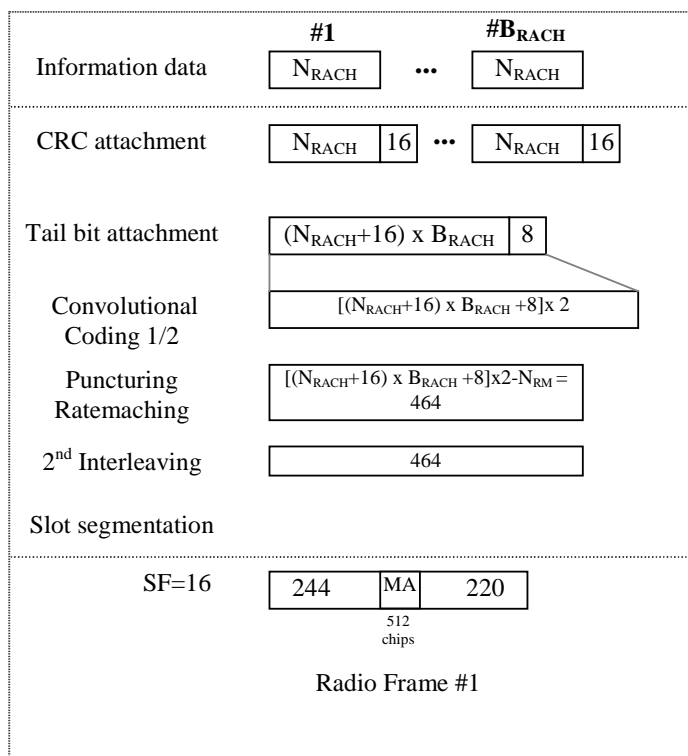 #1 #B_RACH
Information data N_RACH ••• N_RACH
CRC attachment N_RACH 16 ••• N_RACH 16
Tail bit attachment (N_RACH+16) x B_RACH 8
Convolutional
Coding 1/2
[(N_RACH+16) x B_RACH +8]x 2
Puncturing
Ratemaching
[(N_RACH+16) x B_RACH +8]x2-N_RM =
464
2nd Interleaving 464
Slot segmentation
SF=16 244 MA 220
512
chips
Radio Frame #1